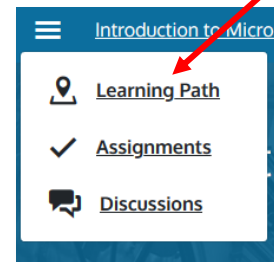 Introduction to Micro
Learning Path
Assignments
Discussions